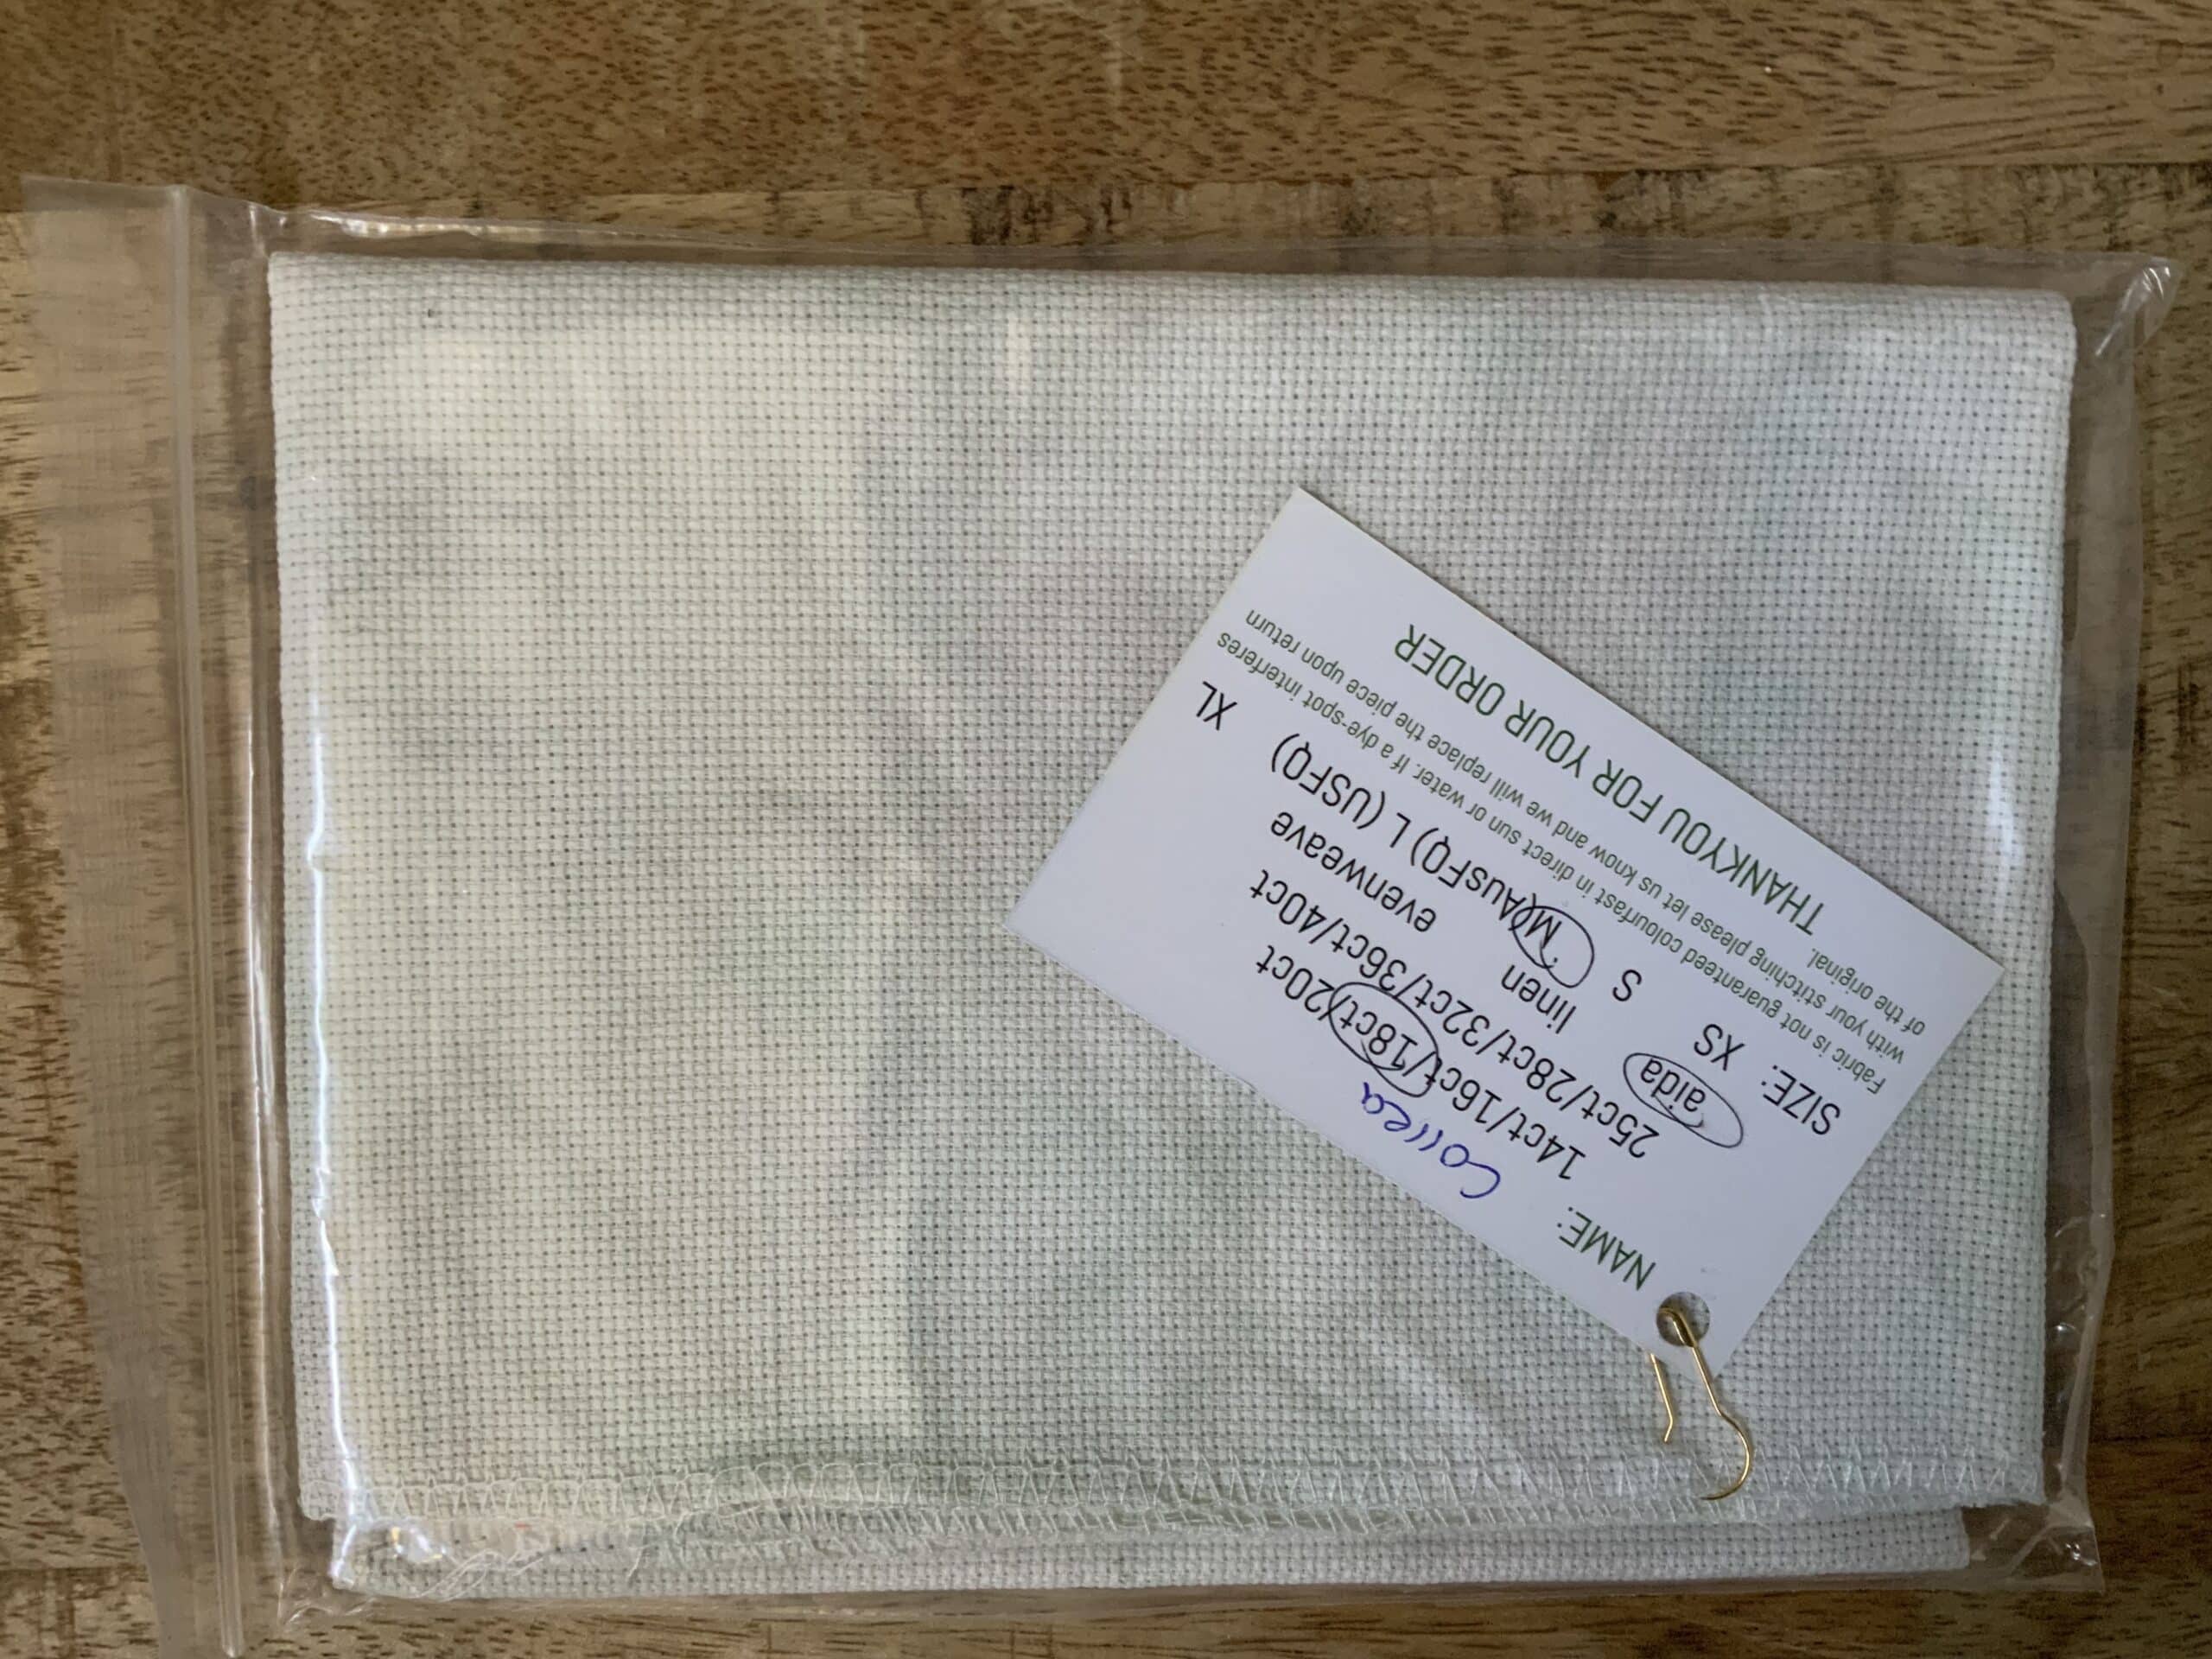 NAME: Correa
14ct/16ct/18ct/20ct
25ct/28ct/32ct/36ct/40ct
aida linen evenweave
SIZE: XS S M(AusFQ) L (USFQ) XL
Fabric is not guaranteed colourfast in direct sun or water. If a dye-spot interferes
with your stitching please let us know and we will replace the piece upon return
of the original.
THANKYOU FOR YOUR ORDER